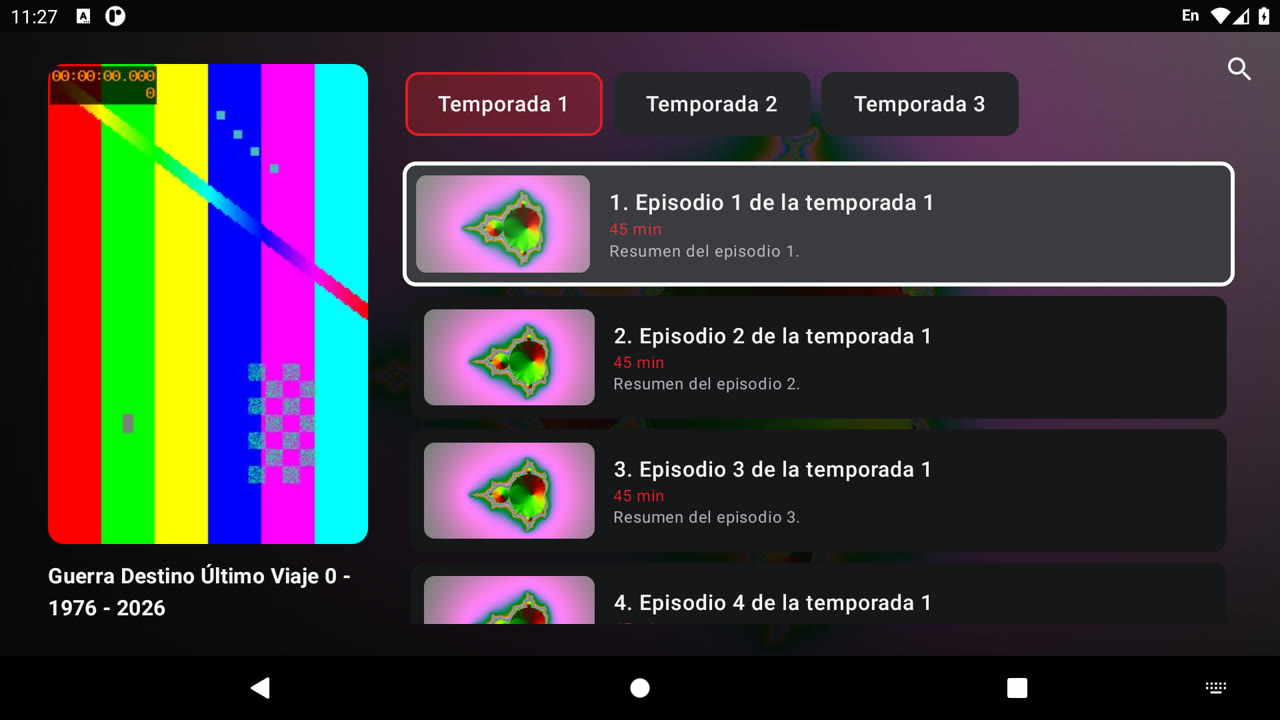 11:27
En
00:00:00.000
0
Guerra Destino Último Viaje 0 -
1976 - 2026
Temporada 1
Temporada 2
Temporada 3
1. Episodio 1 de la temporada 1
45 min
Resumen del episodio 1.
2. Episodio 2 de la temporada 1
45 min
Resumen del episodio 2.
3. Episodio 3 de la temporada 1
45 min
Resumen del episodio 3.
4. Episodio 4 de la temporada 1